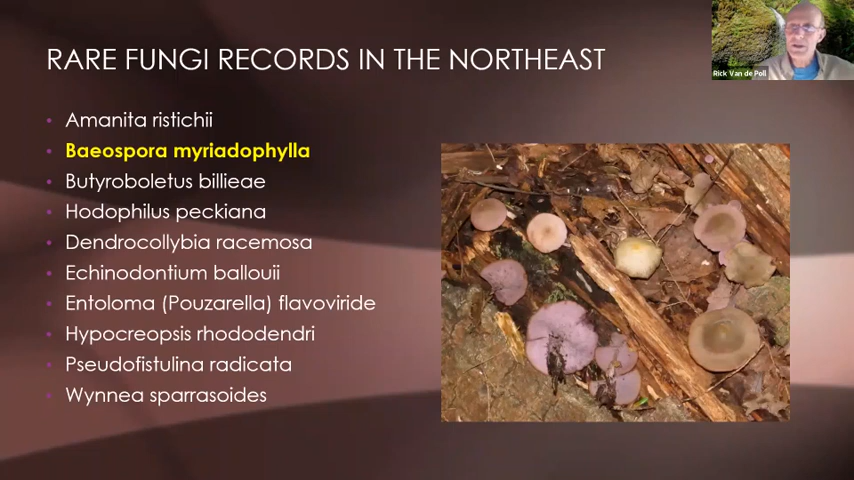 RARE FUNGI RECORDS IN THE NORTHEAST
Rick Van de Poll
• Amanita ristichii
• Baeospora myriadophylla
• Butyroboletus billieae
• Hodophilus peckiana
• Dendrocollybia racemosa
• Echinodontium ballouii
• Entoloma (Pouzarella) flavoviride
• Hypocreopsis rhododendri
• Pseudofistulina radicata
• Wynnea sparrasoides